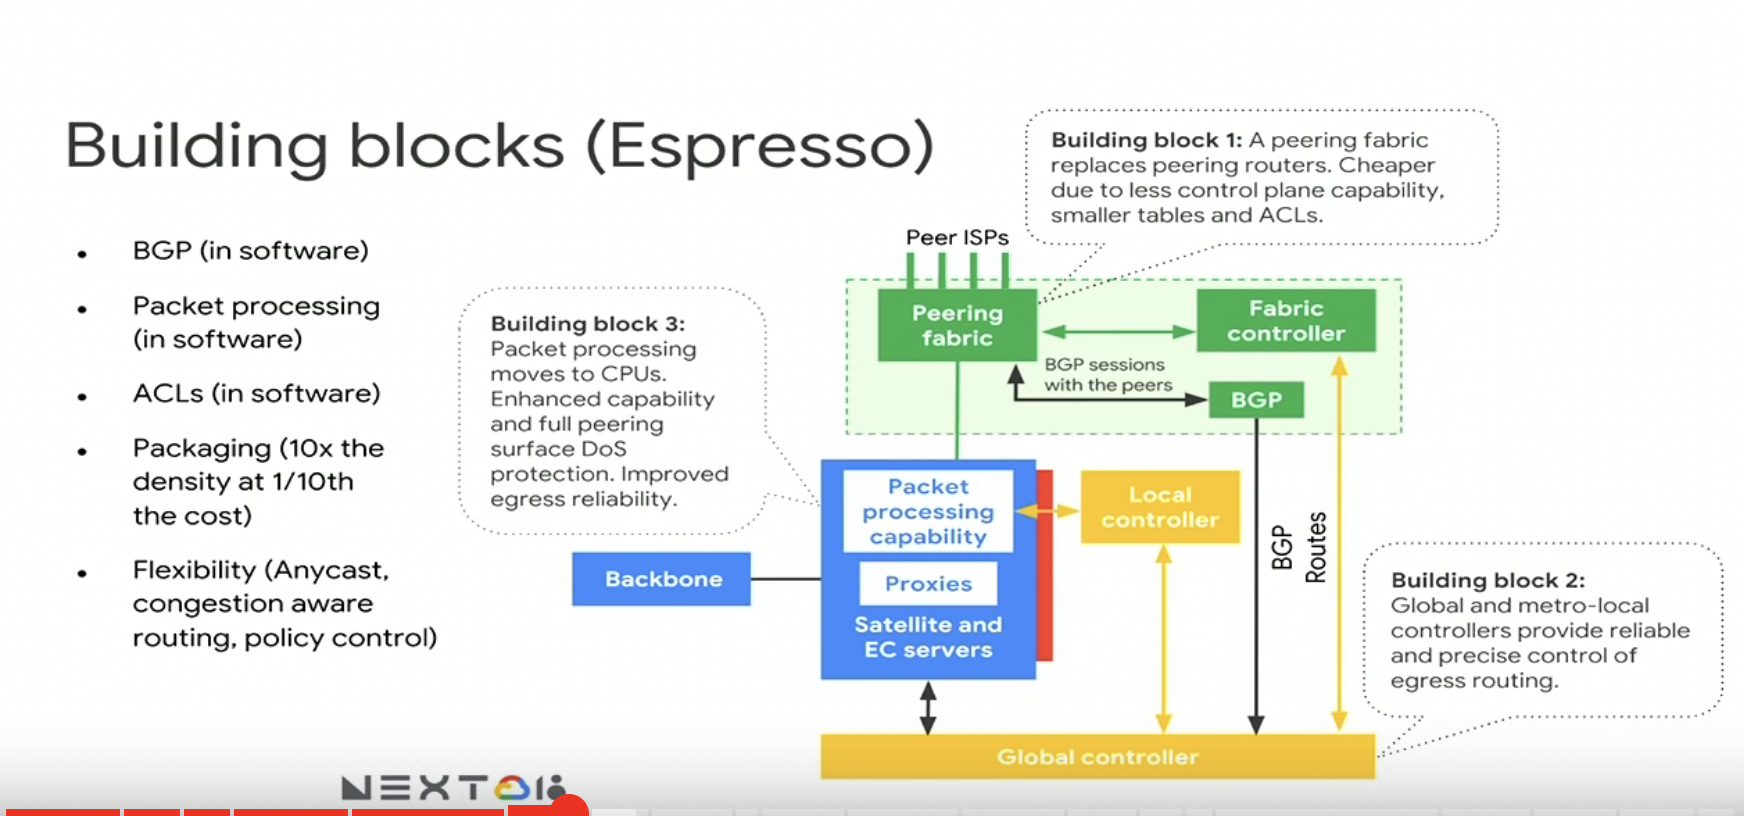 Building blocks (Espresso)
• BGP (in software)
• Packet processing
(in software)
• ACLs (in software)
• Packaging (10x the
density at 1/10th
the cost)
• Flexibility (Anycast,
congestion aware
routing, policy control)
Building block 1: A peering fabric
replaces peering routers. Cheaper
due to less control plane capability,
smaller tables and ACLs.
Peer ISPs
Peering
fabric
Fabric
controller
BGP sessions
with the peers
BGP
Building block 3:
Packet processing
moves to CPUs.
Enhanced capability
and full peering
surface DoS
protection. Improved
egress reliability.
Packet
processing
capability
Proxies
Satellite and
EC servers
Local
controller
Backbone
BGP
Routes
Building block 2:
Global and metro-local
controllers provide reliable
and precise control of
egress routing.
Global controller
NEXT 18